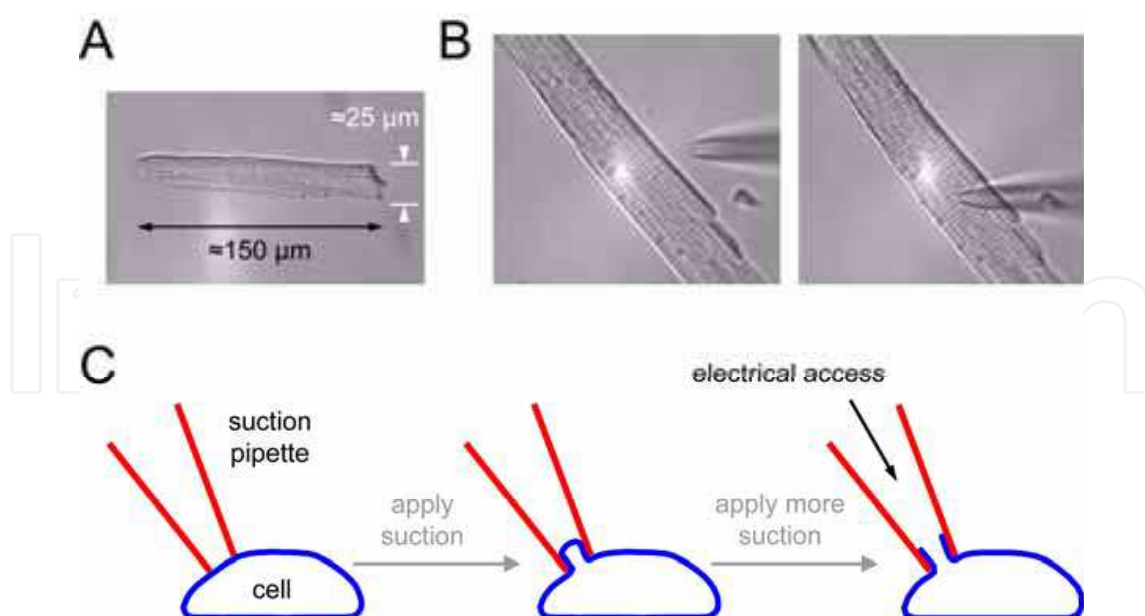 A
B
≈25 µm
≈150 µm
C
electrical access
suction
pipette
apply
suction
apply more
suction
cell